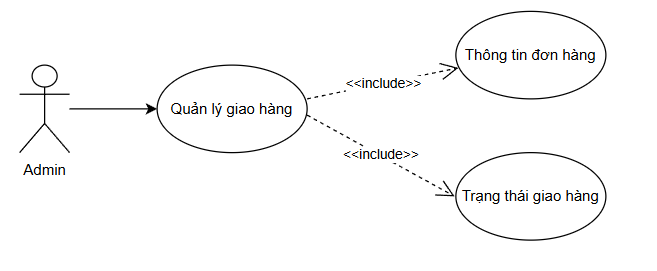 Thông tin đơn hàng
<<include>>
Quản lý giao hàng
<<include>>
Admin
Trạng thái giao hàng